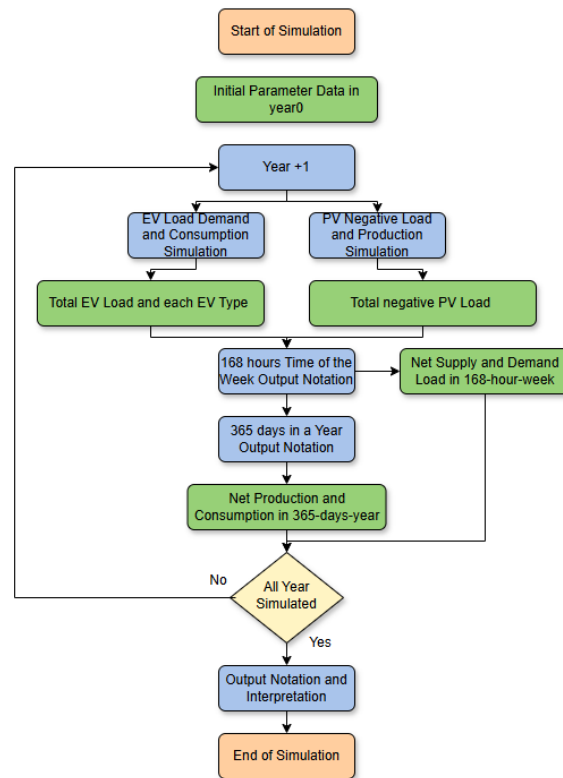 Start of Simulation
Initial Parameter Data in
year0
Year +1
EV Load Demand
and Consumption
Simulation
PV Negative Load
and Production
Simulation
Total EV Load and each EV Type
Total negative PV Load
168 hours Time of the
Week Output Notation
Net Supply and Demand
Load in 168-hour-week
365 days in a Year
Output Notation
Net Production and
Consumption in 365-days-year
No
All Year
Simulated
Yes
Output Notation and
Interpretation
End of Simulation